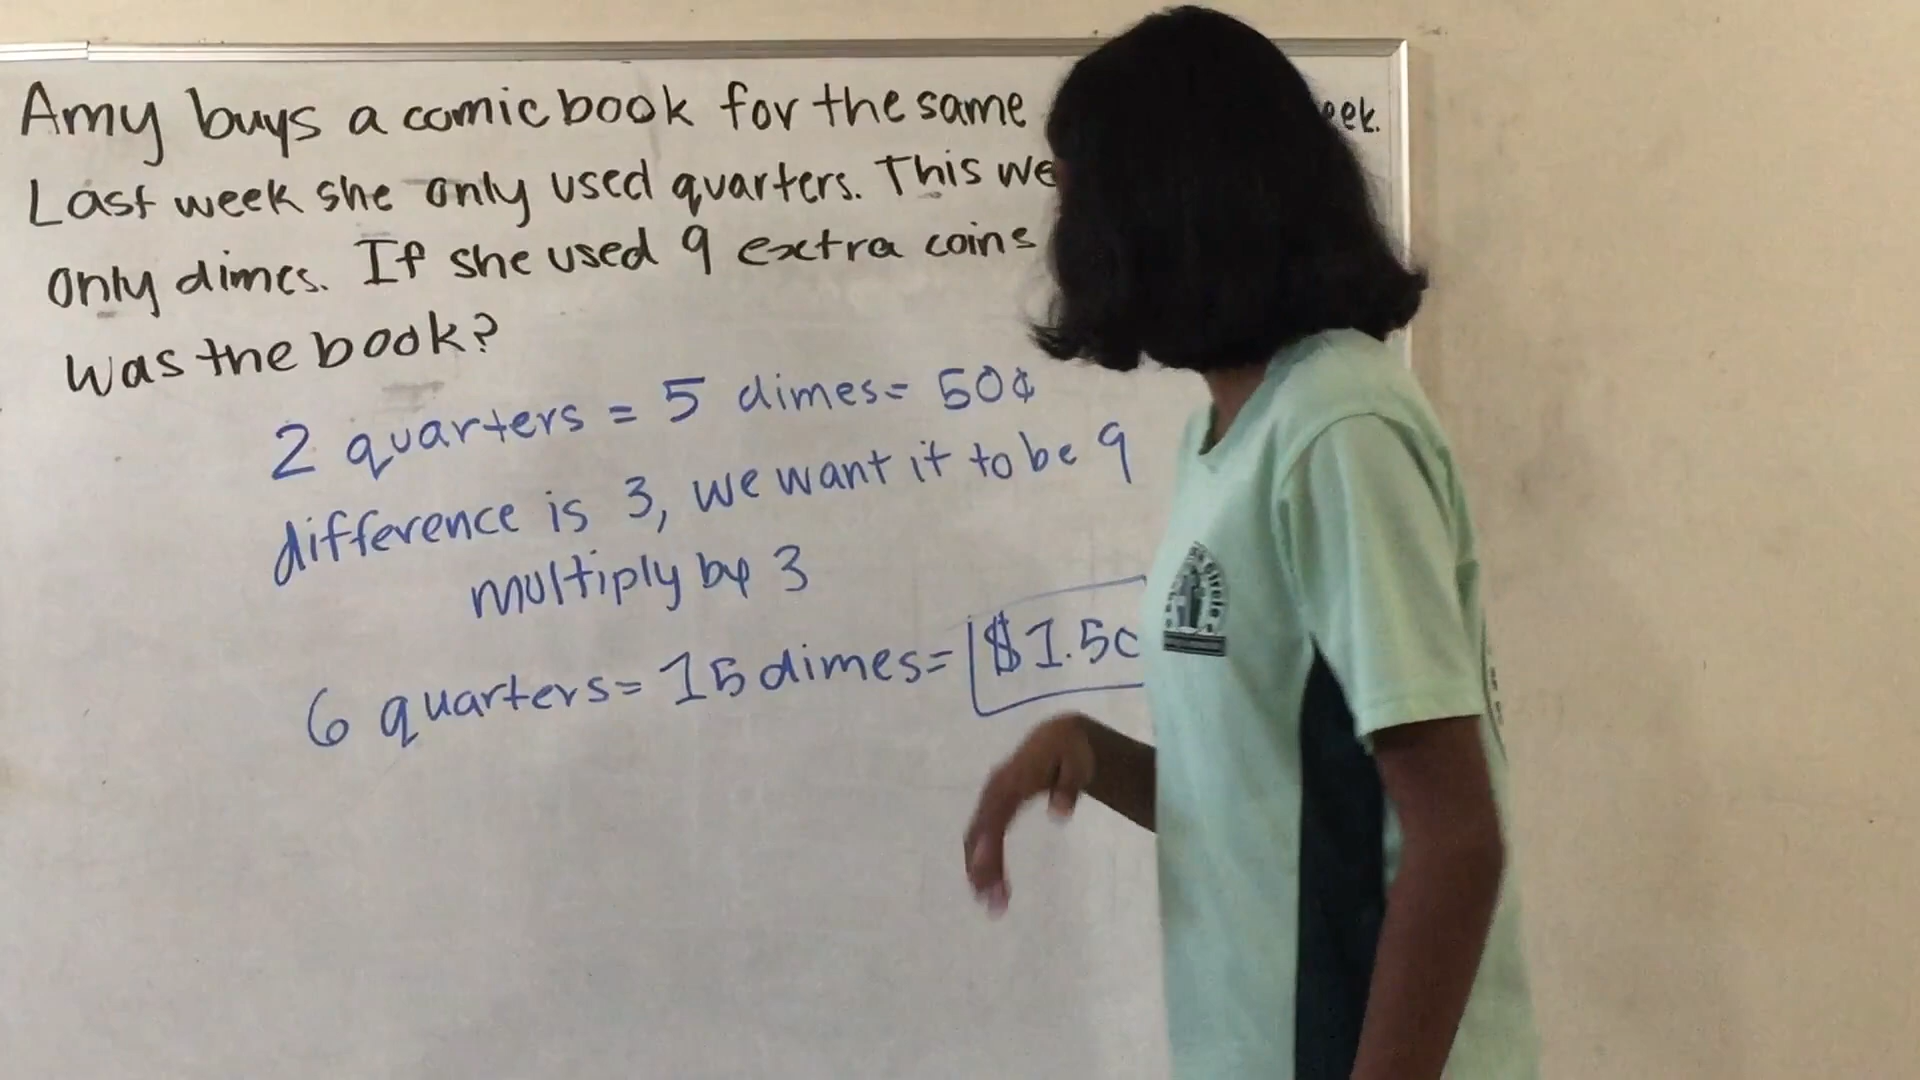 Amy buys a comic book for the same
Last week she only used quarters. This we
only dimes. If she used 9 extra coins
was the book?
2 quarters = 5 dimes = 50¢
difference is 3, we want it to be 9
multiply by 3
6 quarters = 15 dimes = $1.50